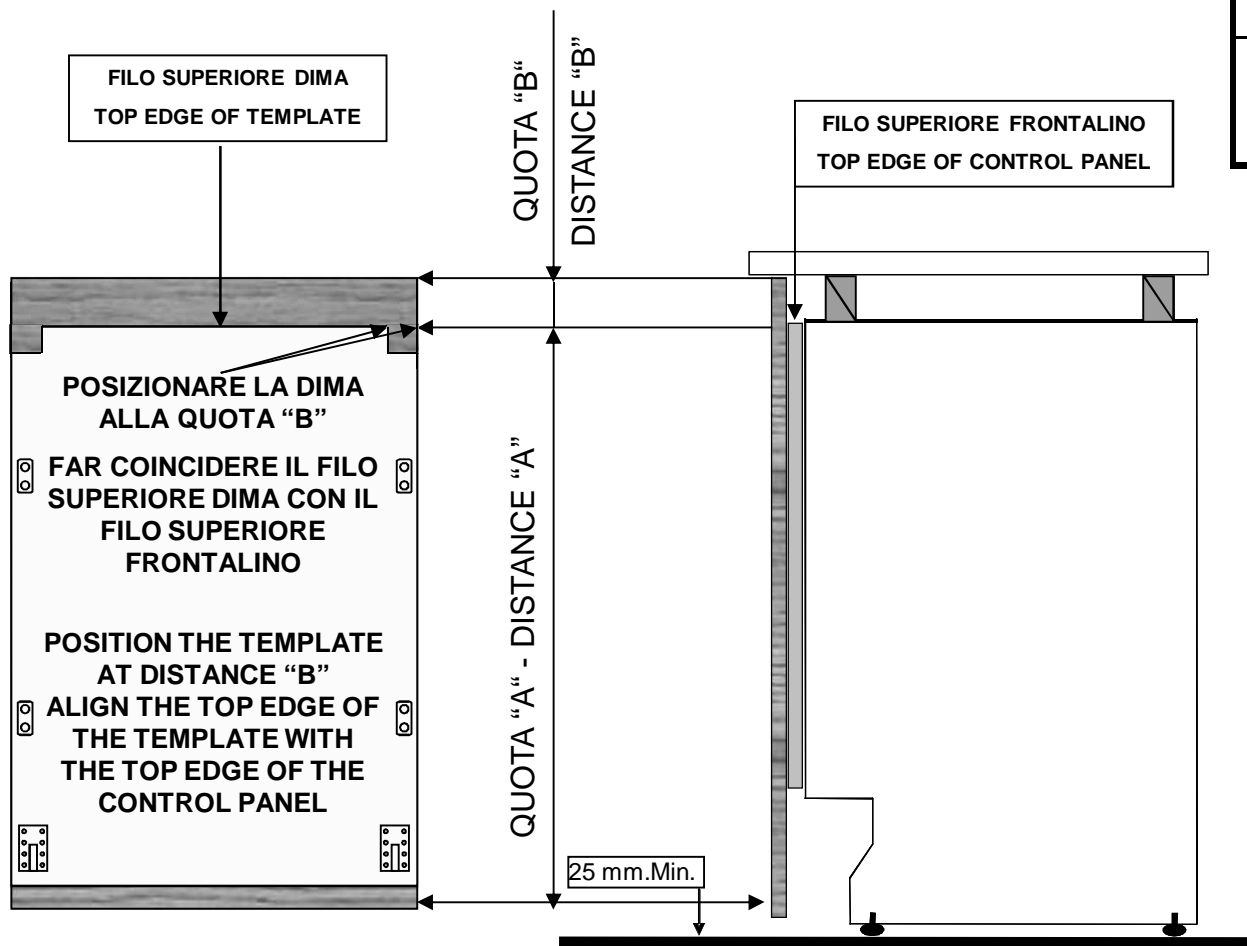 FILO SUPERIORE DIMA
TOP EDGE OF TEMPLATE
QUOTA “B”
DISTANCE “B”
FILO SUPERIORE FRONTALINO
TOP EDGE OF CONTROL PANEL
POSIZIONARE LA DIMA
ALLA QUOTA “B”
FAR COINCIDERE IL FILO
SUPERIORE DIMA CON IL
FILO SUPERIORE
FRONTALINO
POSITION THE TEMPLATE
AT DISTANCE “B”
ALIGN THE TOP EDGE OF
THE TEMPLATE WITH
THE TOP EDGE OF THE
CONTROL PANEL
QUOTA “A“ - DISTANCE “A”
25 mm.Min.